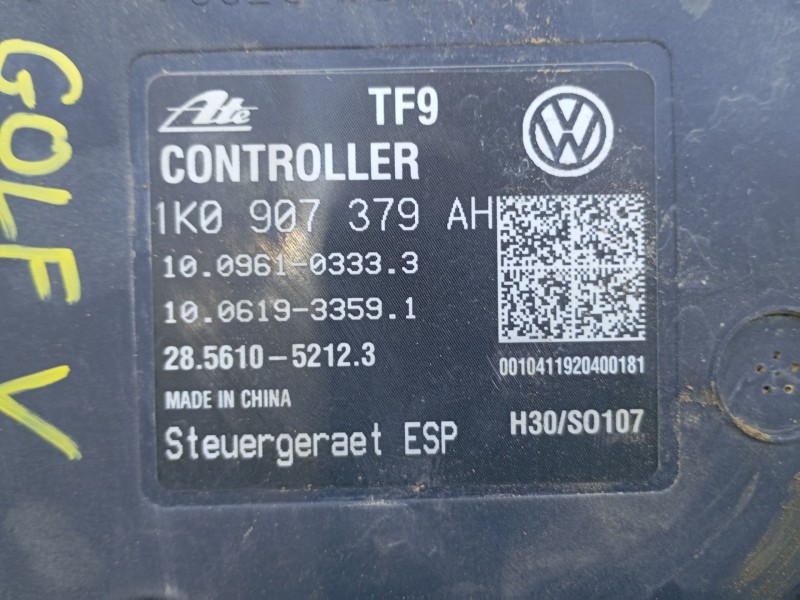 GOLF V
Ate TF9
CONTROLLER
1K0 907 379 AH
10.0961-0333.3
10.0619-3359.1
28.5610-5212.3
0010411920400181
MADE IN CHINA
Steuergeraet ESP
H30/SO107